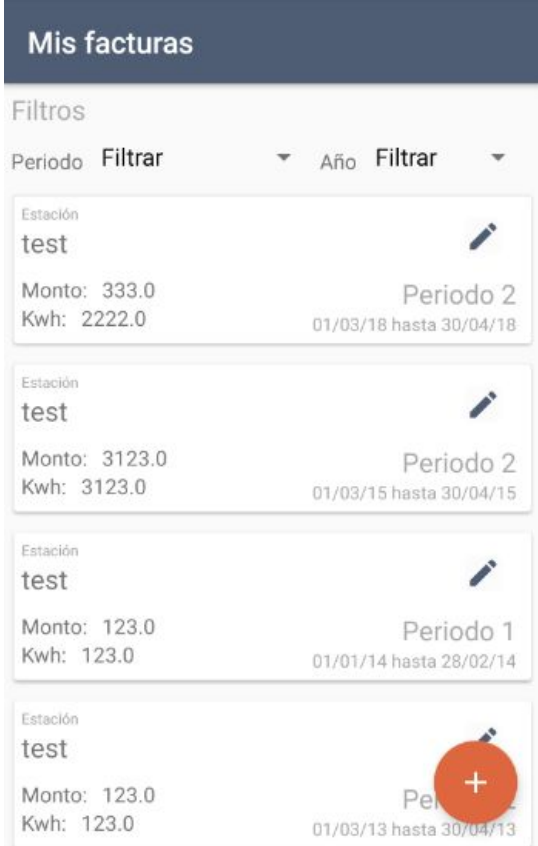 Mis facturas
Filtros
Periodo Filtrar Año Filtrar
Estación
test
Monto: 333.0 Periodo 2
Kwh: 2222.0 01/03/18 hasta 30/04/18
Estación
test
Monto: 3123.0 Periodo 2
Kwh: 3123.0 01/03/15 hasta 30/04/15
Estación
test
Monto: 123.0 Periodo 1
Kwh: 123.0 01/01/14 hasta 28/02/14
Estación
test
Monto: 123.0
Kwh: 123.0 01/03/13 hasta 30/04/13